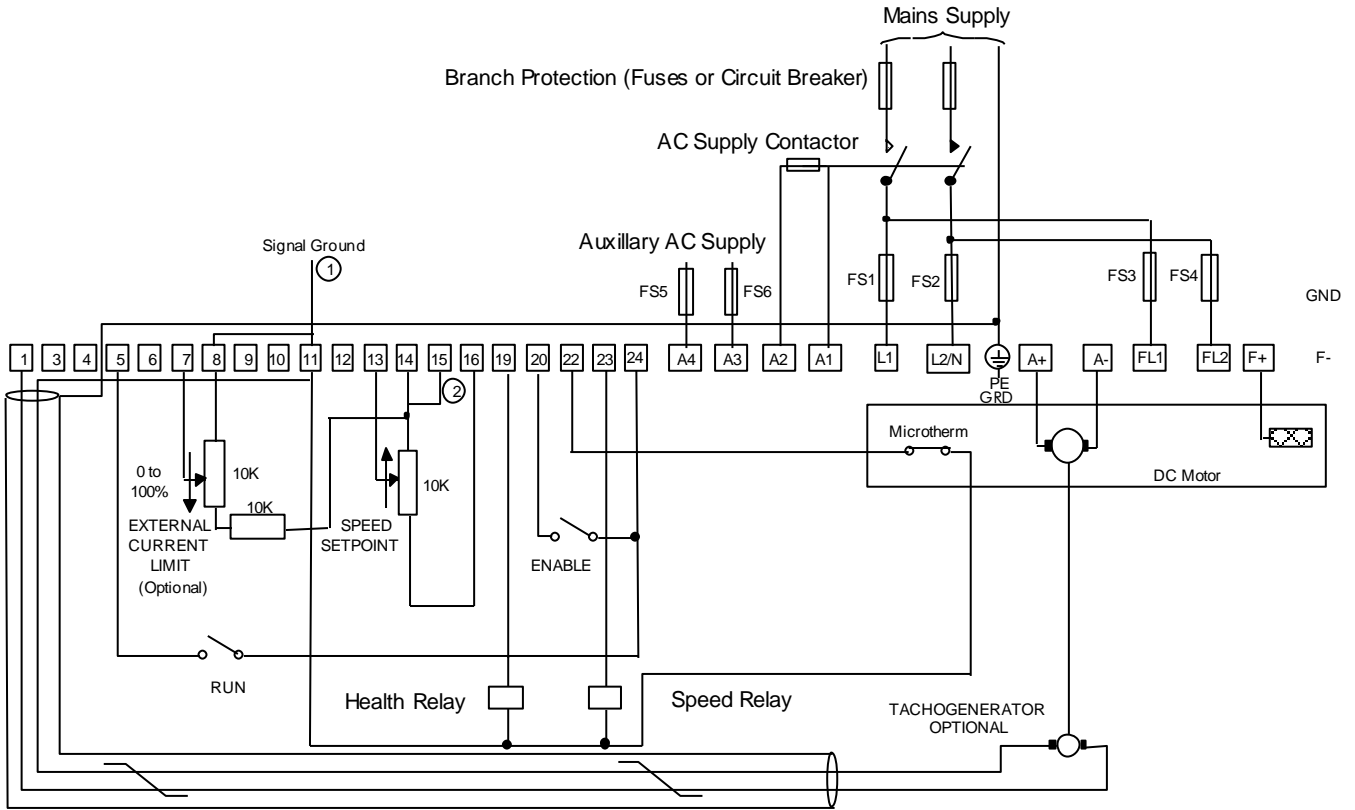 Mains Supply
Branch Protection (Fuses or Circuit Breaker)
AC Supply Contactor
Signal Ground
1
Auxillary AC Supply
FS5
FS6
FS1
FS2
FS3
FS4
GND
1 3 4 5 6 7 8 9 10 11 12 13 14 15 16 19 20 22 23 24 A4 A3 A2 A1 L1 L2/N A+ A- FL1 FL2 F+ F-
2
PE
GRD
Microtherm
DC Motor
0 to
100%
10K
10K
10K
EXTERNAL
CURRENT
LIMIT
(Optional)
SPEED
SETPOINT
ENABLE
RUN
Health Relay
Speed Relay
TACHOGENERATOR
OPTIONAL